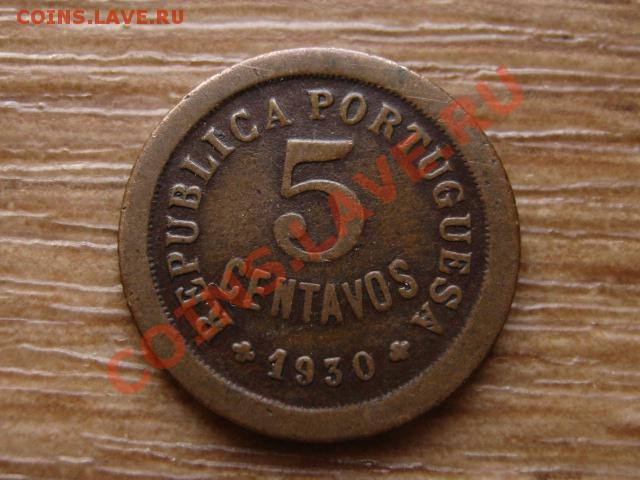 COINS.LAVE.RU
REPUBLICA PORTUGUESA
5
CENTAVOS
1930
COINS.LAVE.RU